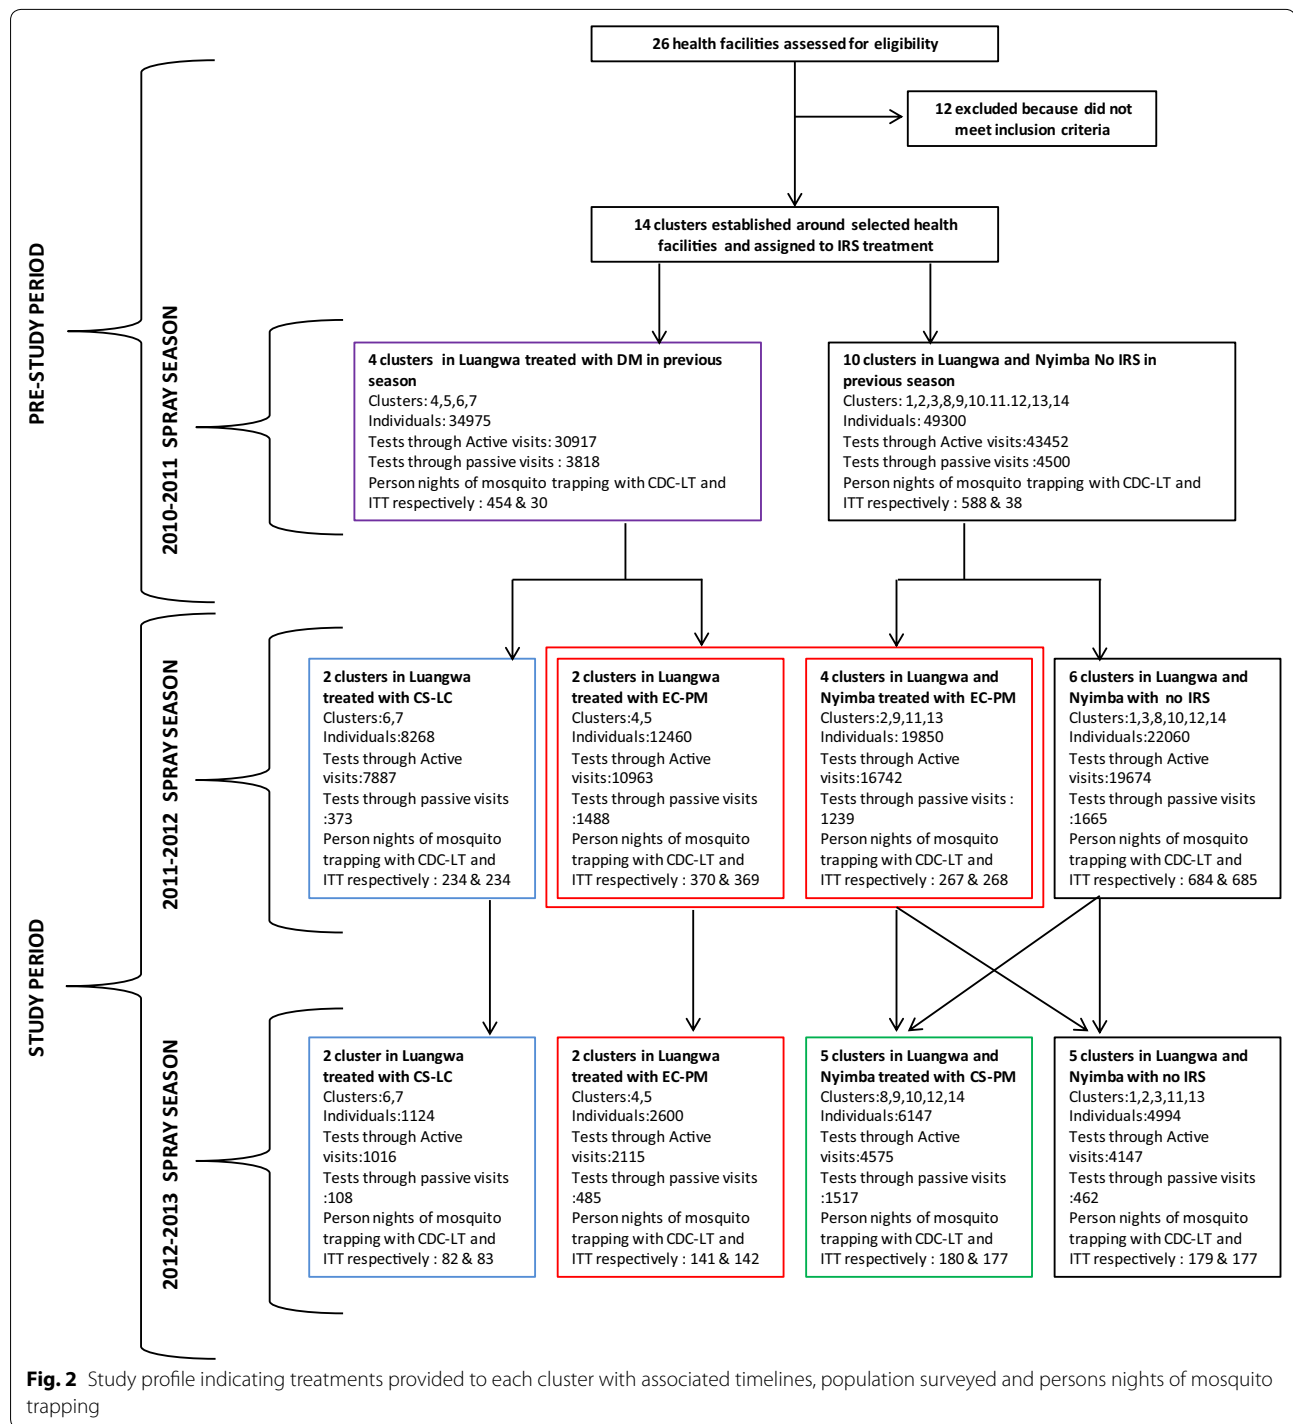 26 health facilities assessed for eligibility
12 excluded because did not
meet inclusion criteria
14 clusters established around selected health
facilities and assigned to IRS treatment
PRE-STUDY PERIOD
2010-2011 SPRAY SEASON
4 clusters in Luangwa treated with DM in previous
season
Clusters: 4,5,6,7
Individuals: 34975
Tests through Active visits: 30917
Tests through passive visits : 3818
Person nights of mosquito trapping with CDC-LT and
ITT respectively : 454 & 30
10 clusters in Luangwa and Nyimba No IRS in
previous season
Clusters: 1,2,3,8,9,10.11.12,13,14
Individuals: 49300
Tests through Active visits:43452
Tests through passive visits :4500
Person nights of mosquito trapping with CDC-LT and
ITT respectively : 588 & 38
STUDY PERIOD
2011-2012 SPRAY SEASON
2 clusters in Luangwa
treated with CS-LC
Clusters:6,7
Individuals:8268
Tests through Active
visits:7887
Tests through passive visits
:373
Person nights of mosquito
trapping with CDC-LT and
ITT respectively : 234 & 234
2 clusters in Luangwa
treated with EC-PM
Clusters:4,5
Individuals:12460
Tests through Active
visits:10963
Tests through passive visits
:1488
Person nights of mosquito
trapping with CDC-LT and
ITT respectively : 370 & 369
4 clusters in Luangwa and
Nyimba treated with EC-PM
Clusters:2,9,11,13
Individuals: 19850
Tests through Active
visits:16742
Tests through passive visits :
1239
Person nights of mosquito
trapping with CDC-LT and
ITT respectively : 267 & 268
6 clusters in Luangwa and
Nyimba with no IRS
Clusters:1,3,8,10,12,14
Individuals:22060
Tests through Active
visits:19674
Tests through passive visits
:1665
Person nights of mosquito
trapping with CDC-LT and
ITT respectively : 684 & 685
2012-2013 SPRAY SEASON
2 cluster in Luangwa
treated with CS-LC
Clusters:6,7
Individuals:1124
Tests through Active
visits:1016
Tests through passive visits
:108
Person nights of mosquito
trapping with CDC-LT and
ITT respectively : 82 & 83
2 clusters in Luangwa
treated with EC-PM
Clusters:4,5
Individuals:2600
Tests through Active
visits:2115
Tests through passive visits
:485
Person nights of mosquito
trapping with CDC-LT and
ITT respectively : 141 & 142
5 clusters in Luangwa and
Nyimba treated with CS-PM
Clusters:8,9,10,12,14
Individuals:6147
Tests through Active
visits:4575
Tests through passive visits
:1517
Person nights of mosquito
trapping with CDC-LT and
ITT respectively : 180 & 177
5 clusters in Luangwa and
Nyimba with no IRS
Clusters:1,2,3,11,13
Individuals:4994
Tests through Active
visits:4147
Tests through passive visits
:462
Person nights of mosquito
trapping with CDC-LT and
ITT respectively : 179 & 177
Fig. 2 Study profile indicating treatments provided to each cluster with associated timelines, population surveyed and persons nights of mosquito
trapping